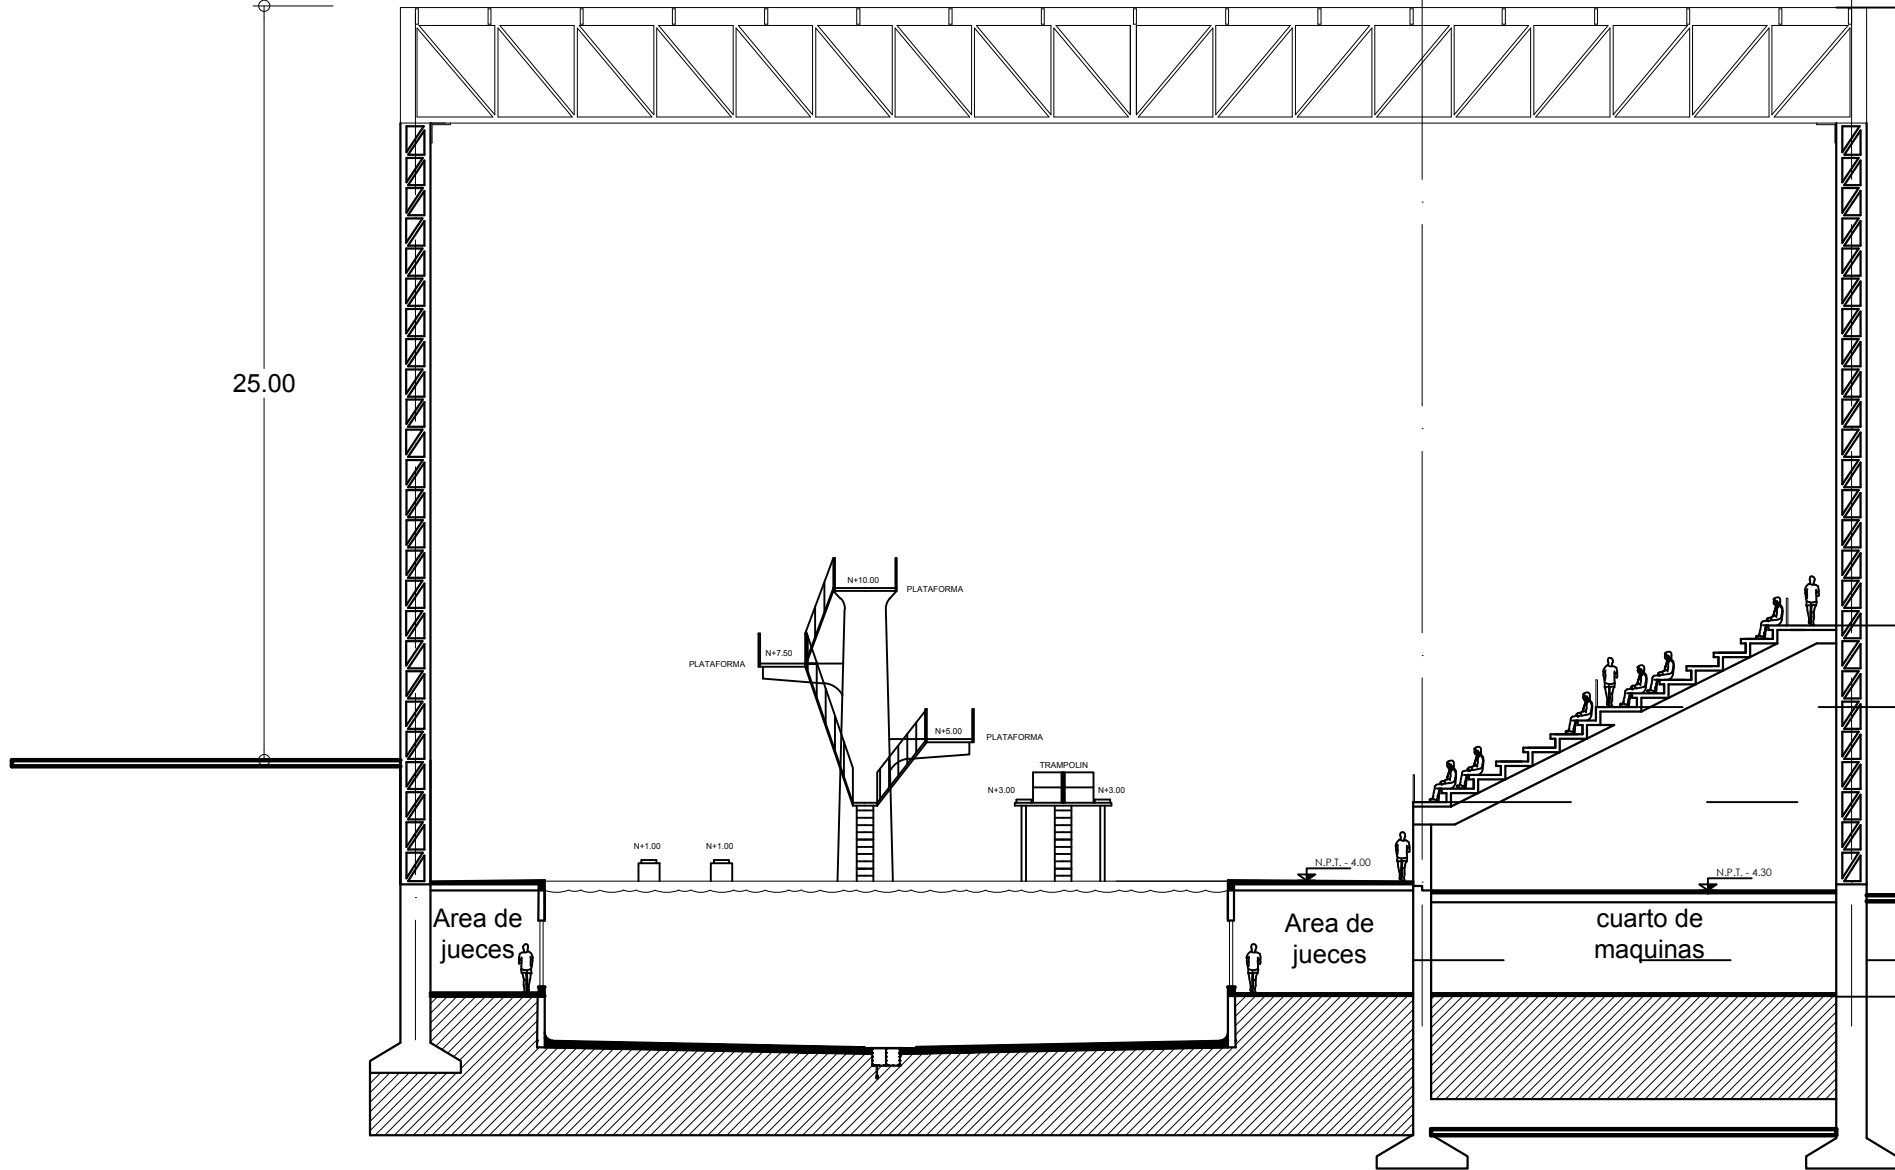 25.00
N+10.00
PLATAFORMA
N+7.50
PLATAFORMA
N+5.00
PLATAFORMA
TRAMPOLIN
N+3.00
N+3.00
N+1.00
N+1.00
N.P.T. - 4.00
N.P.T. - 4.30
Area de
jueces
Area de
jueces
cuarto de
maquinas